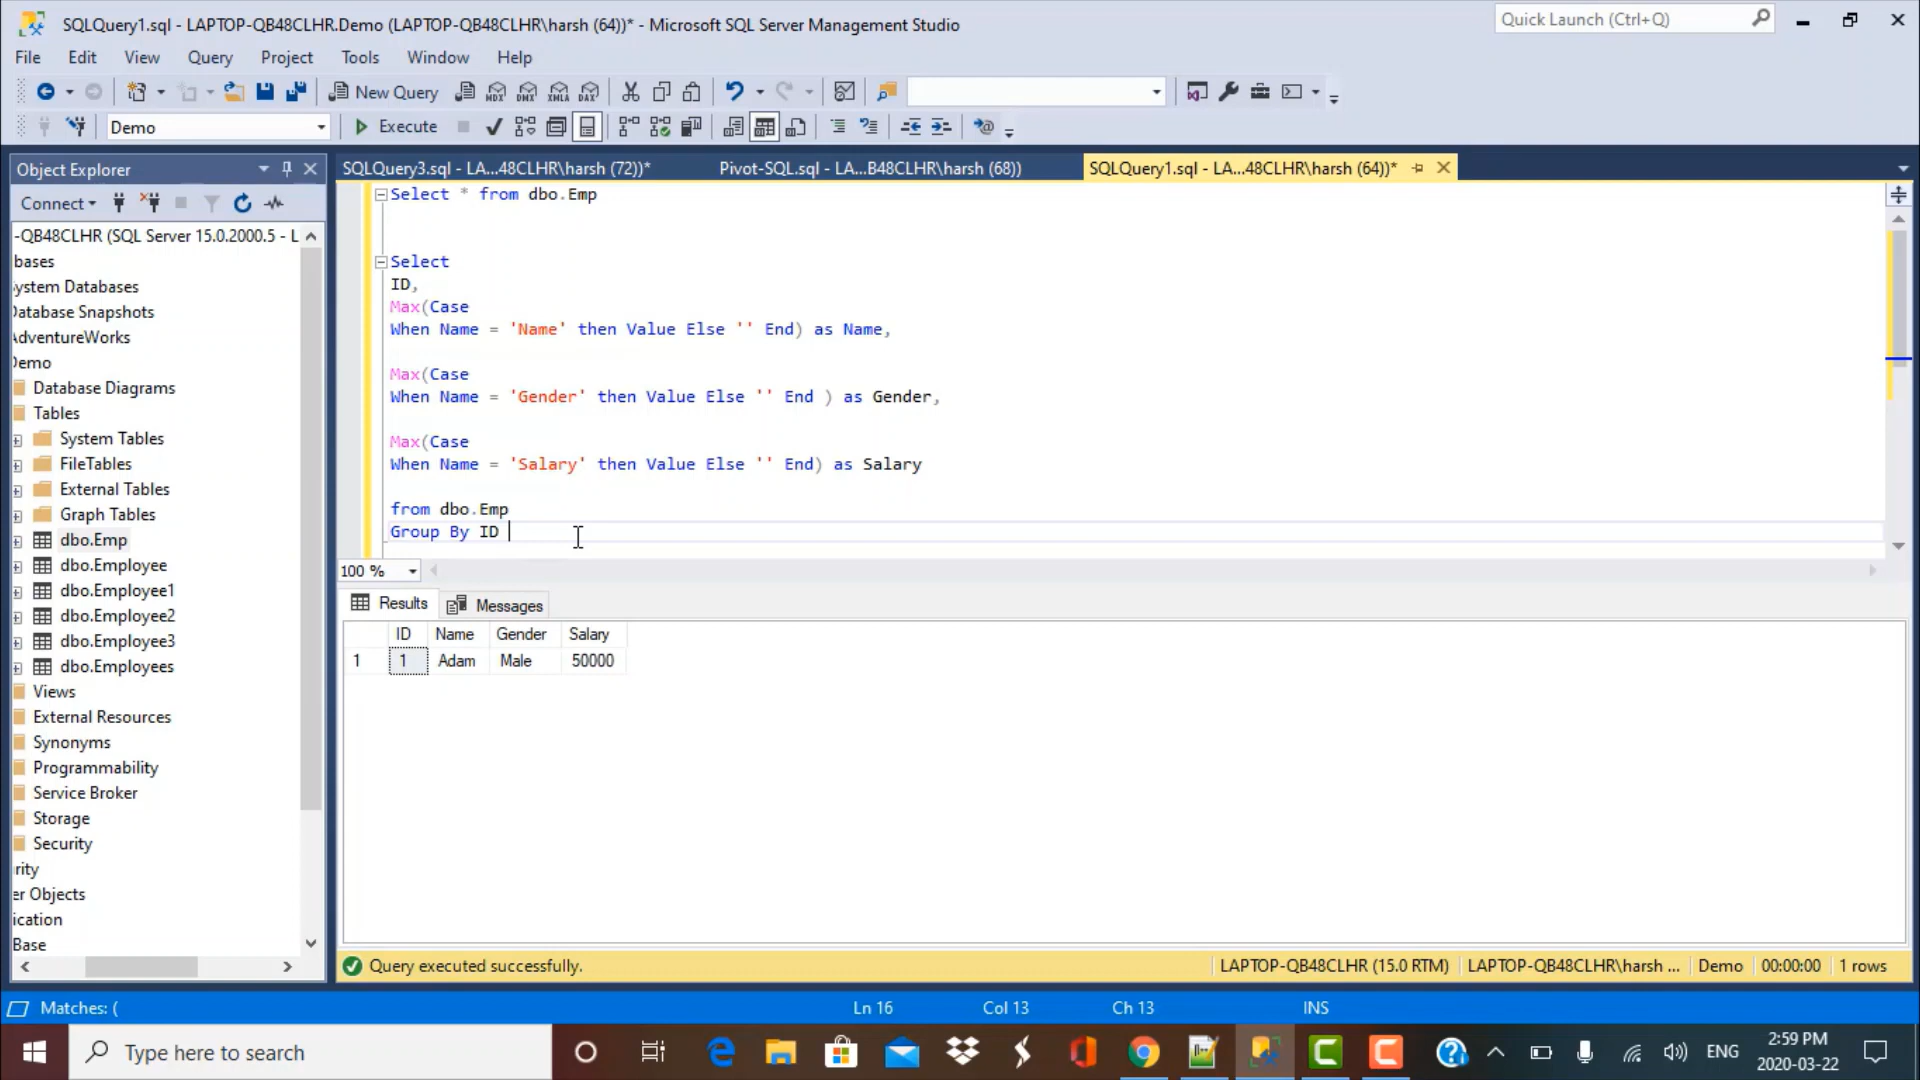 SQLQuery1.sql - LAPTOP-QB48CLHR.Demo (LAPTOP-QB48CLHR\harsh (64))* - Microsoft SQL Server Management Studio
Quick Launch (Ctrl+Q)
File Edit View Query Project Tools Window Help
New Query
MDX DMX XMLA DAX
Demo
Execute
Object Explorer
SQLQuery3.sql - LA...48CLHR\harsh (72))*
Pivot-SQL.sql - LA...B48CLHR\harsh (68))
SQLQuery1.sql - LA...48CLHR\harsh (64))*
Connect
-QB48CLHR (SQL Server 15.0.2000.5 - L
bases
ystem Databases
atabase Snapshots
AdventureWorks
Demo
Database Diagrams
Tables
System Tables
FileTables
External Tables
Graph Tables
dbo.Emp
dbo.Employee
dbo.Employee1
dbo.Employee2
dbo.Employee3
dbo.Employees
Views
External Resources
Synonyms
Programmability
Service Broker
Storage
Security
rity
er Objects
ication
Base
Select * from dbo.Emp
Select
ID,
Max(Case
When Name = 'Name' then Value Else '' End) as Name,
Max(Case
When Name = 'Gender' then Value Else '' End ) as Gender,
Max(Case
When Name = 'Salary' then Value Else '' End) as Salary
from dbo.Emp
Group By ID
100 %
Results Messages
ID Name Gender Salary
1 1 Adam Male 50000
Query executed successfully.
LAPTOP-QB48CLHR (15.0 RTM) LAPTOP-QB48CLHR\harsh ... Demo 00:00:00 1 rows
Matches: (
Ln 16 Col 13 Ch 13 INS
Type here to search
ENG
2:59 PM
2020-03-22